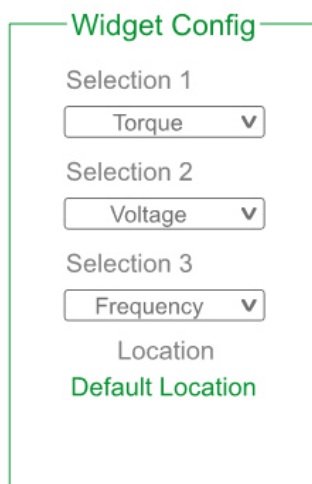 Widget Config
Selection 1
Torque
Selection 2
Voltage
Selection 3
Frequency
Location
Default Location